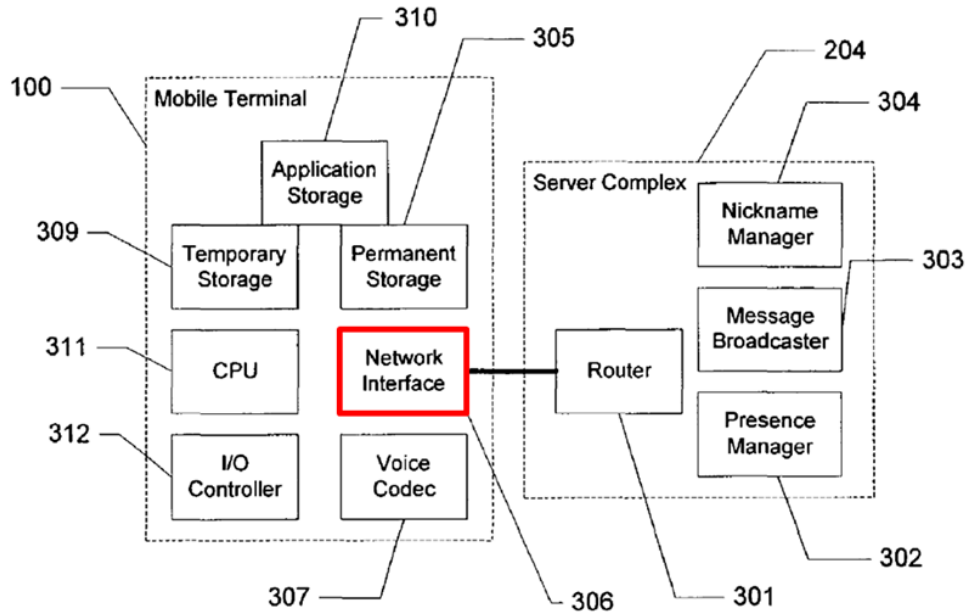 310
305
204
100
Mobile Terminal
304
Application
Storage
Server Complex
Nickname
Manager
309
Temporary
Storage
Permanent
Storage
303
Message
Broadcaster
311
CPU
Network
Interface
Router
312
Presence
Manager
I/O
Controller
Voice
Codec
307
306
301
302